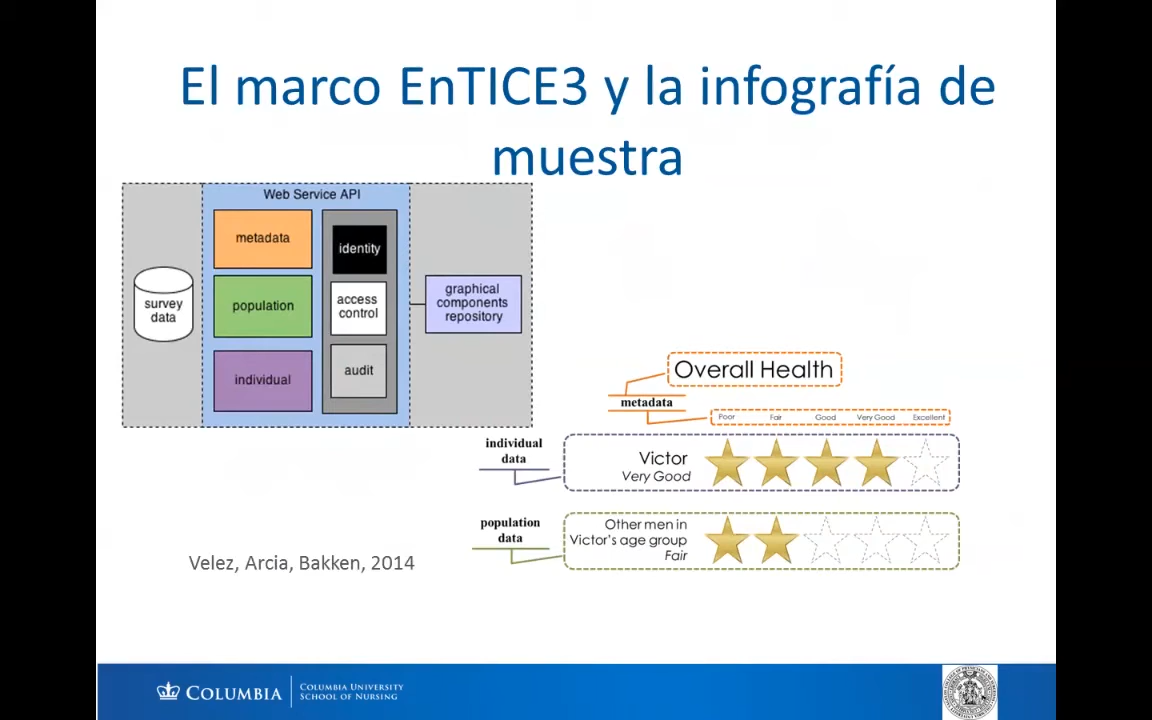 El marco EnTICE3 y la infografía de
muestra
Web Service API
survey
data
metadata
population
individual
identity
access
control
audit
graphical
components
repository
Overall Health
metadata
Poor Fair Good Very Good Excellent
individual
data
Victor
Very Good
population
data
Other men in
Victor's age group
Fair
Velez, Arcia, Bakken, 2014
COLUMBIA
COLUMBIA UNIVERSITY
SCHOOL OF NURSING